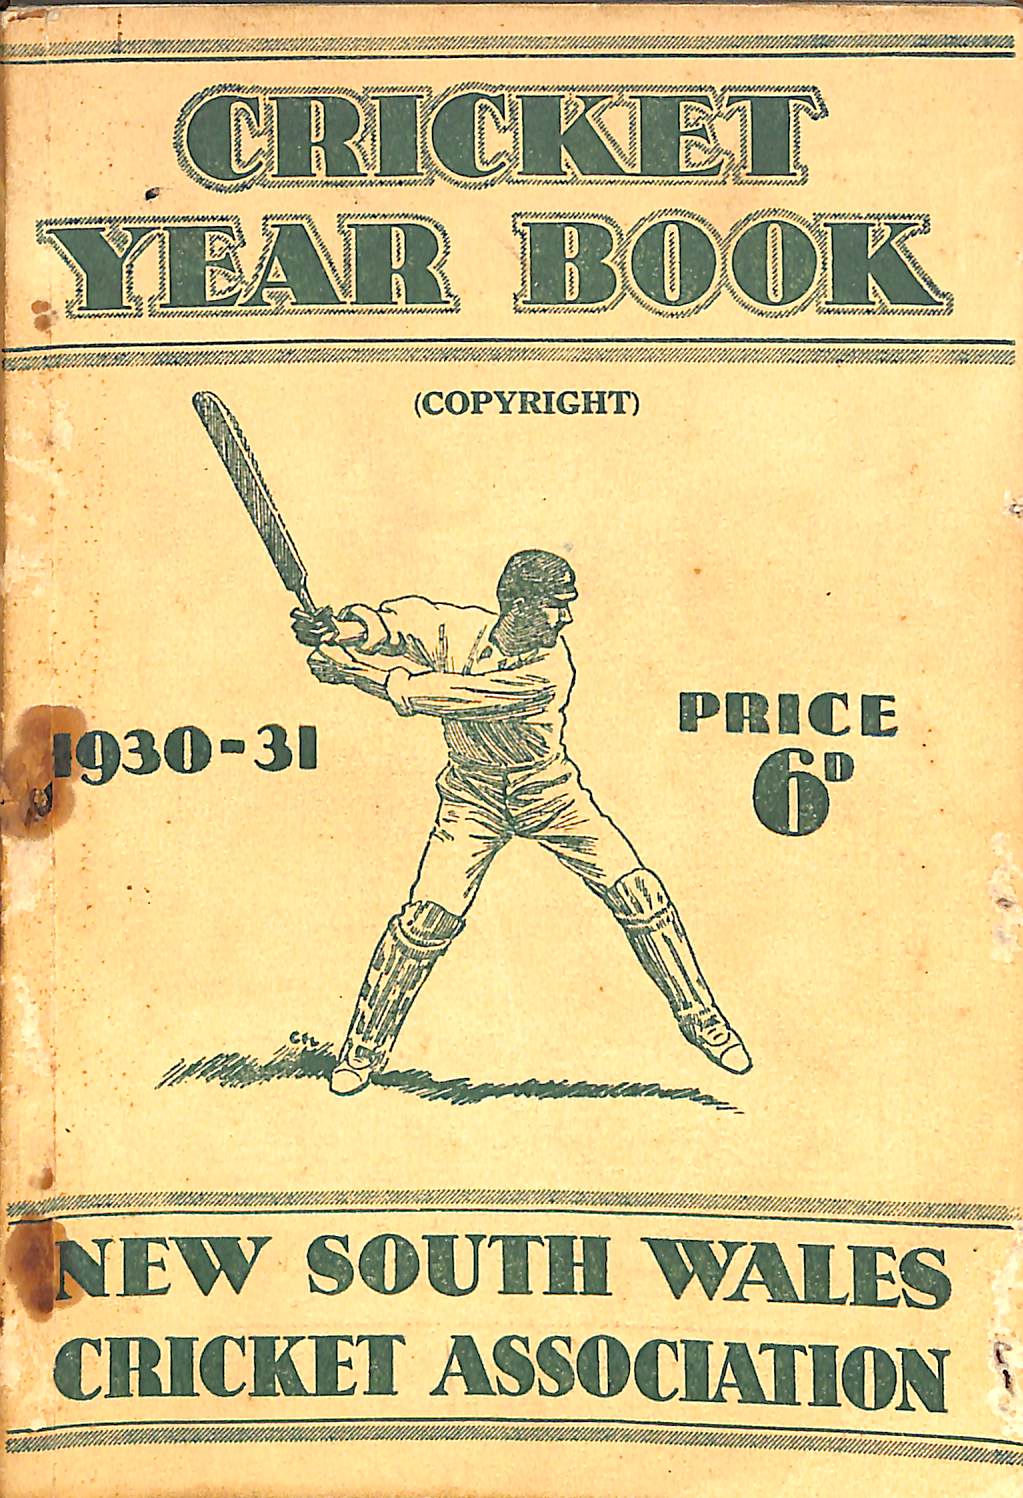 CRICKET
YEAR BOOK
(COPYRIGHT)
1930-31
PRICE
6D
NEW SOUTH WALES
CRICKET ASSOCIATION